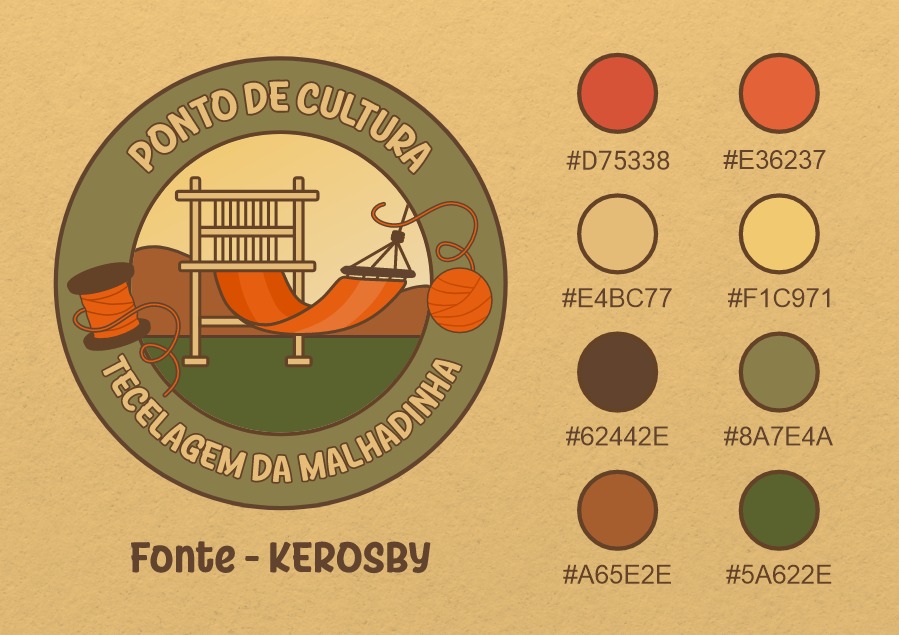 PONTO DE CULTURA
TECELAGEM DA MALHADINHA
Fonte - KEROSBY
#D75338
#E36237
#E4BC77
#F1C971
#62442E
#8A7E4A
#A65E2E
#5A622E